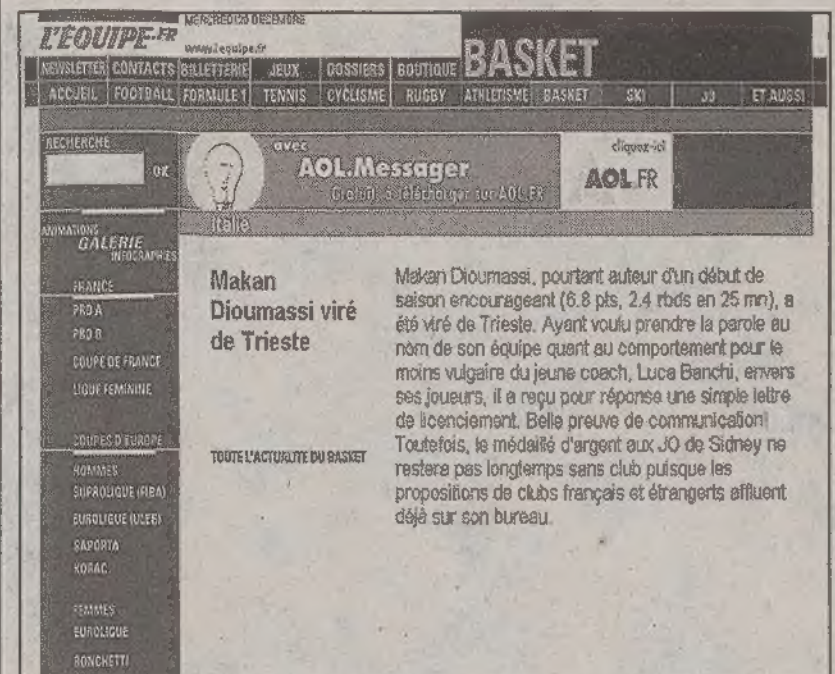 L'ÉQUIPE.FR
MERCREDI 20 DECEMBRE
www.lequipe.fr
BASKET
NEWSLETTER CONTACTS BILLETTERIE JEUX DOSSIERS BOUTIQUE
ACCUEIL FOOTBALL FORMULE 1 TENNIS CYCLISME RUGBY ATHLETISME BASKET SKI JO ET AUSSI
RECHERCHE
OK
avec
AOL.Messager
Gratuit, à télécharger sur AOL.FR
cliquez-ici
AOL.FR
Italie
ANIMATIONS
GALERIE
INFOGRAPHIES
FRANCE
PRO A
PRO B
COUPE DE FRANCE
LIGUE FEMININE
COUPES D'EUROPE
HOMMES
SUPROLIGUE (FIBA)
EUROLIGUE (ULEB)
SAPORTA
KORAC
FEMMES
EUROLIGUE
RONCHETTI
Makan
Dioumassi viré
de Trieste
TOUTE L'ACTUALITE DU BASKET
Makan Dioumassi, pourtant auteur d'un début de
saison encourageant (6.8 pts, 2.4 rbds en 25 mn), a
été viré de Trieste. Ayant voulu prendre la parole au
nom de son équipe quant au comportement pour le
moins vulgaire du jeune coach, Luca Banchi, envers
ses joueurs, il a reçu pour réponse une simple lettre
de licenciement. Belle preuve de communication!
Toutefois, le médaillé d'argent aux JO de Sidney ne
restera pas longtemps sans club puisque les
propositions de clubs français et étrangerts affluent
déjà sur son bureau.